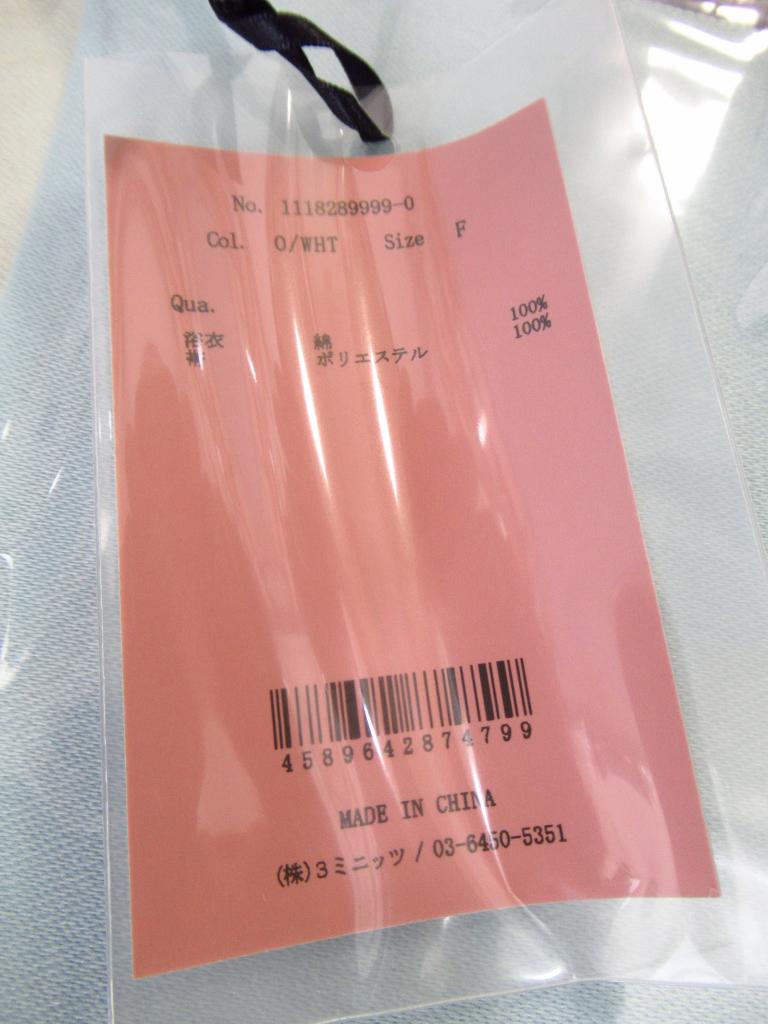 No. 1118289999-0
Col. O/WHT Size F
Qua.
浴衣 綿 100%
ポリエステル 100%
4589642874799
MADE IN CHINA
(株)3ミニッツ / 03-6450-5351